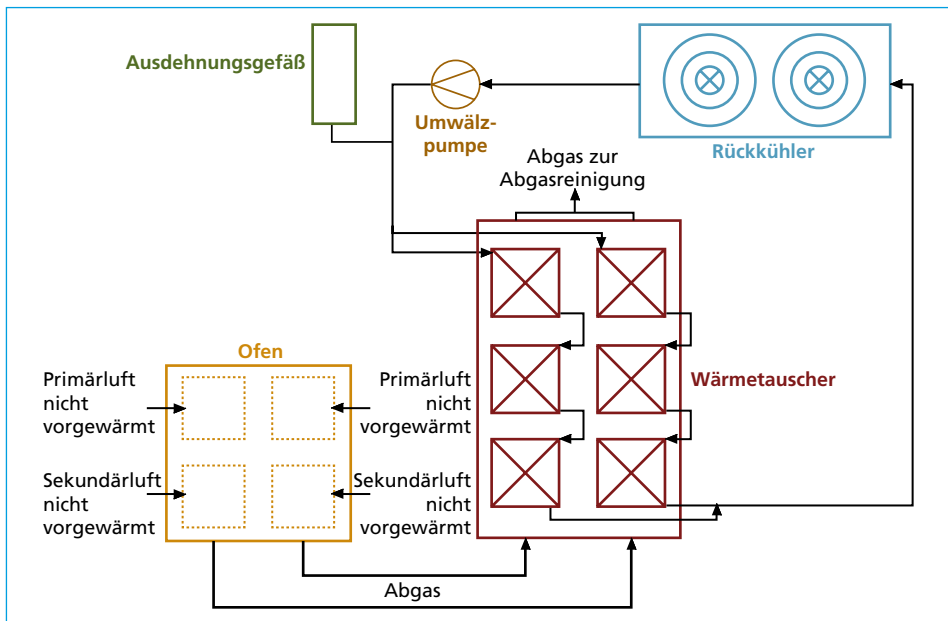 Ausdehnungsgefäß
Umwälz-
pumpe
Rückkühler
Abgas zur
Abgasreinigung
Ofen
Primärluft
nicht
vorgewärmt
Primärluft
nicht
vorgewärmt
Wärmetauscher
Sekundärluft
nicht
vorgewärmt
Sekundärluft
nicht
vorgewärmt
Abgas